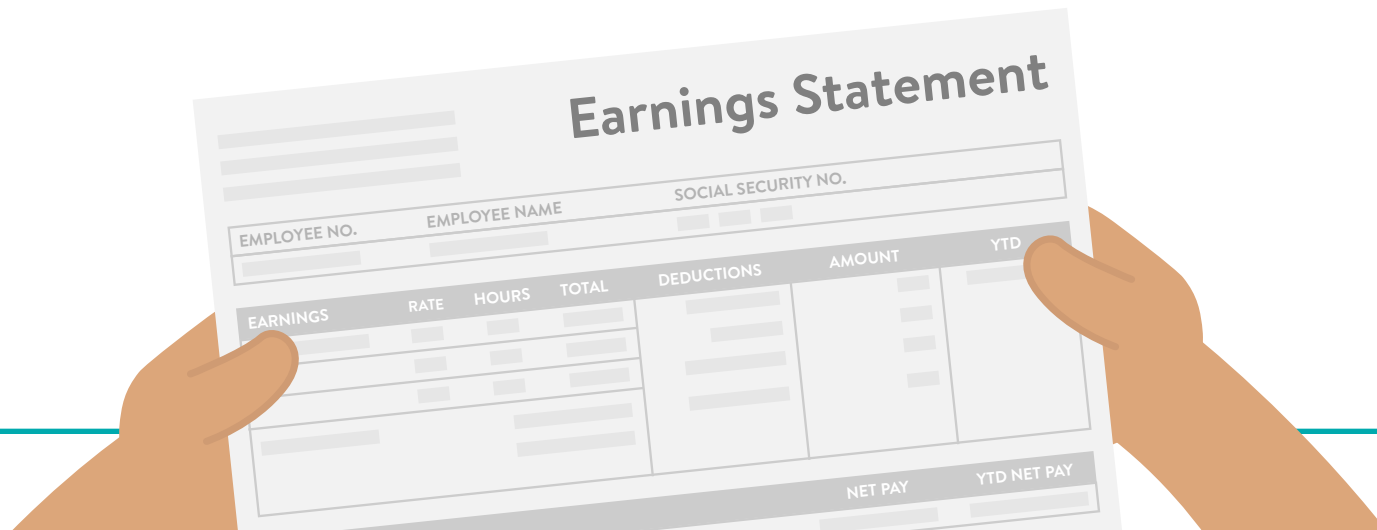 Earnings Statement
EMPLOYEE NO. EMPLOYEE NAME SOCIAL SECURITY NO.
EARNINGS RATE HOURS TOTAL DEDUCTIONS AMOUNT YTD
NET PAY YTD NET PAY